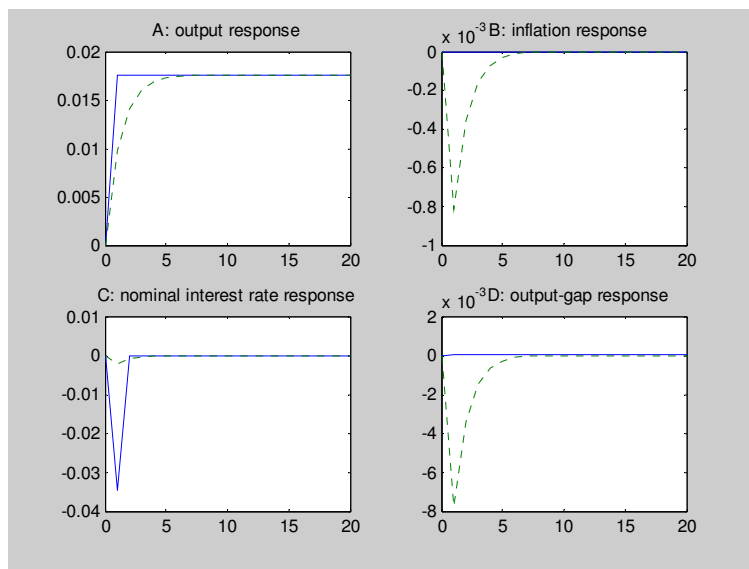 A: output response
0.02
0.015
0.01
0.005
0
0 5 10 15 20
x 10-3 B: inflation response
0
-0.2
-0.4
-0.6
-0.8
-1
0 5 10 15 20
C: nominal interest rate response
0.01
0
-0.01
-0.02
-0.03
-0.04
0 5 10 15 20
x 10-3 D: output-gap response
2
0
-2
-4
-6
-8
0 5 10 15 20